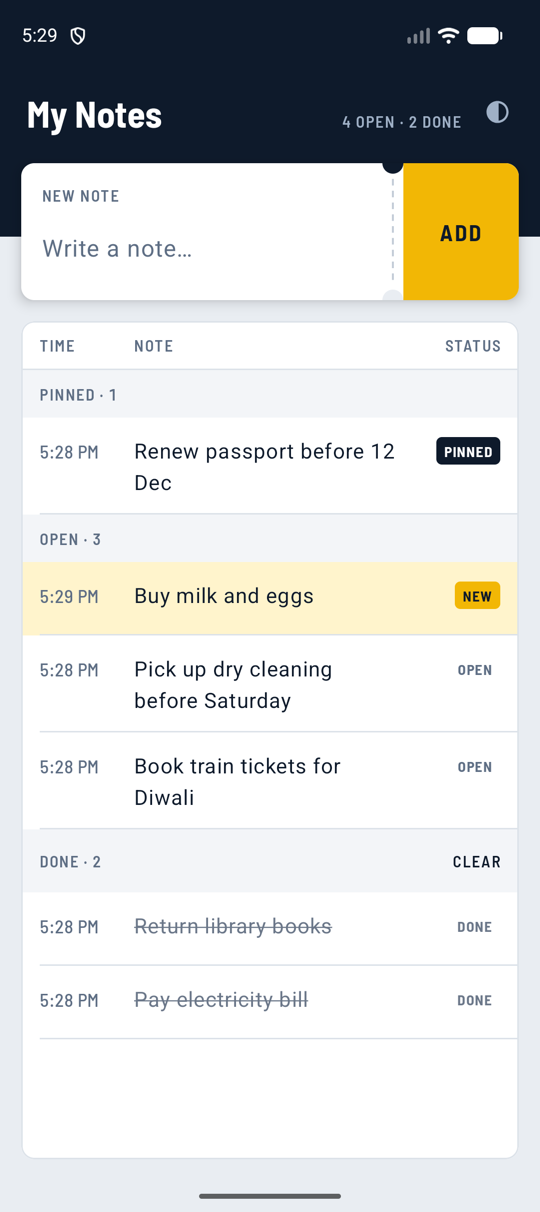 5:29
My Notes
4 OPEN · 2 DONE
NEW NOTE
Write a note…
ADD
TIME NOTE STATUS
PINNED · 1
5:28 PM Renew passport before 12 PINNED
Dec
OPEN · 3
5:29 PM Buy milk and eggs NEW
5:28 PM Pick up dry cleaning OPEN
before Saturday
5:28 PM Book train tickets for OPEN
Diwali
DONE · 2 CLEAR
5:28 PM Return library books DONE
5:28 PM Pay electricity bill DONE